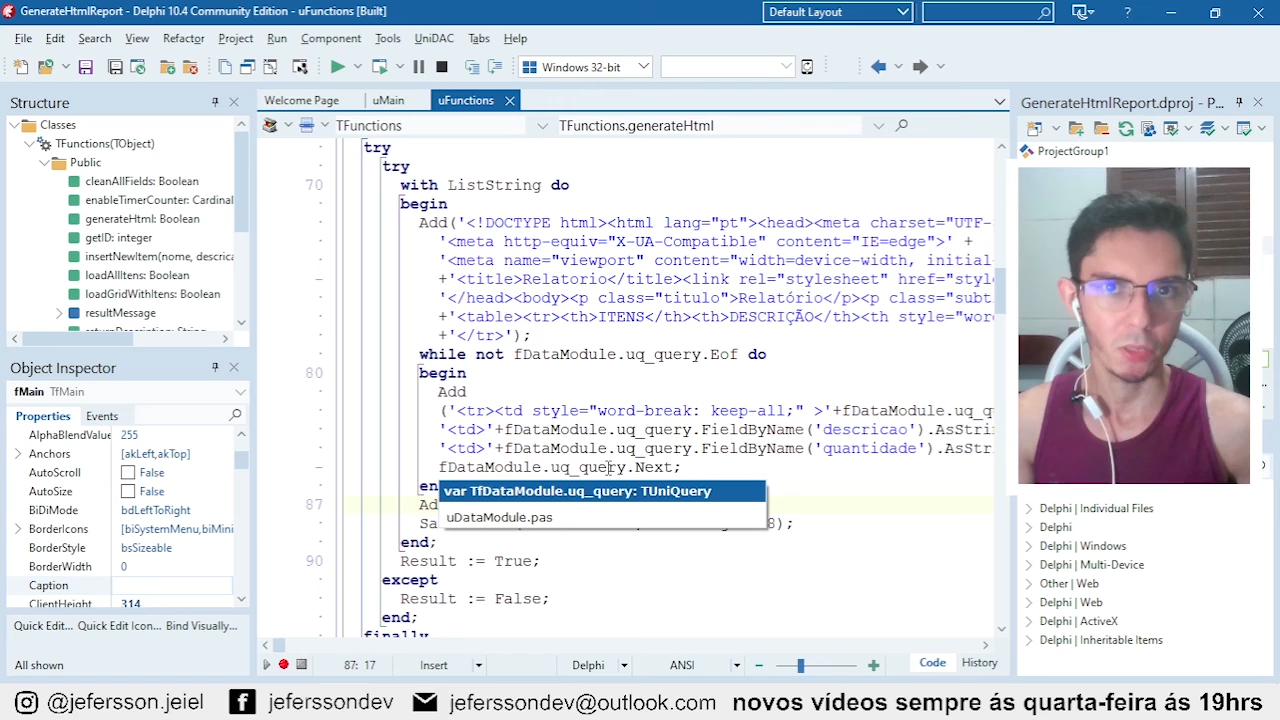 GenerateHtmlReport - Delphi 10.4 Community Edition - uFunctions [Built]
Default Layout
File Edit Search View Refactor Project Run Component Tools UniDAC Tabs Help
Windows 32-bit
Structure
Classes
TFunctions(TObject)
Public
cleanAllFields: Boolean
enableTimerCounter: Cardinal
generateHtml: Boolean
getID: integer
insertNewItem(nome, descrica
loadAllItens: Boolean
loadGridWithItens: Boolean
resultMessage
Object Inspector
fMain TfMain
Properties Events
AlphaBlendValue 255
Anchors [akLeft,akTop]
AutoScroll False
AutoSize False
BiDiMode bdLeftToRight
BorderIcons [biSystemMenu,biMini
BorderStyle bsSizeable
BorderWidth 0
Caption
ClientHeight 314
Quick Edit... Quick Edit Icon... Bind Visually...
All shown
Welcome Page uMain uFunctions
TFunctions TFunctions.generateHtml
try
try
70 with ListString do
begin
Add('<!DOCTYPE html><html lang="pt"><head><meta charset="UTF-
'<meta http-equiv="X-UA-Compatible" content="IE=edge">' +
'<meta name="viewport" content="width=device-width, initial-
+'<title>Relatorio</title><link rel="stylesheet" href="style
'</head><body><p class="titulo">Relatório</p><p class="subt
+'<table><tr><th>ITENS</th><th>DESCRIÇÃO</th><th style="wor
+'</tr>');
while not fDataModule.uq_query.Eof do
80 begin
Add
('<tr><td style="word-break: keep-all;" >'+fDataModule.uq_qu
'<td>'+fDataModule.uq_query.FieldByName('descricao').AsStrin
'<td>'+fDataModule.uq_query.FieldByName('quantidade').AsStri
fDataModule.uq_query.Next;
en
var TfDataModule.uq_query: TUniQuery
87 Ad
uDataModule.pas
Sa 8);
end;
90 Result := True;
except
Result := False;
end;
finally
87: 17 Insert Delphi ANSI Code History
GenerateHtmlReport.dproj - P...
ProjectGroup1
Delphi | Individual Files
Delphi
Delphi | Windows
Delphi | Multi-Device
Other | Web
Delphi | Web
Delphi | ActiveX
Delphi | Inheritable Items
@jefersson.jeiel jeferssondev jeferssondev@outlook.com novos vídeos sempre ás quarta-feira ás 19hrs